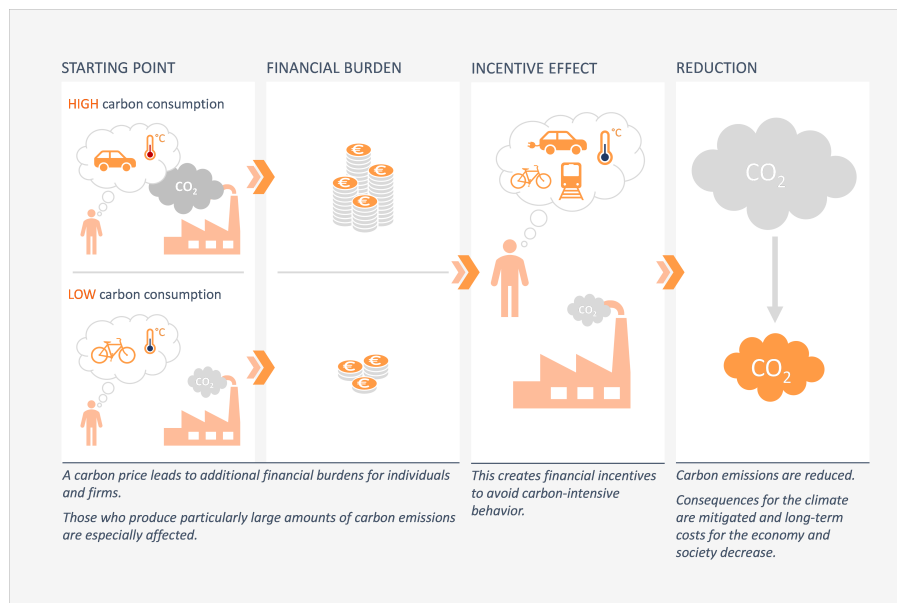 STARTING POINT
FINANCIAL BURDEN
INCENTIVE EFFECT
REDUCTION
HIGH carbon consumption
°C
CO2
LOW carbon consumption
°C
CO2
€
€
€
€
€
€
€
°C
CO2
CO2
CO2
A carbon price leads to additional financial burdens for individuals
and firms.
Those who produce particularly large amounts of carbon emissions
are especially affected.
This creates financial incentives
to avoid carbon-intensive
behavior.
Carbon emissions are reduced.
Consequences for the climate
are mitigated and long-term
costs for the economy and
society decrease.